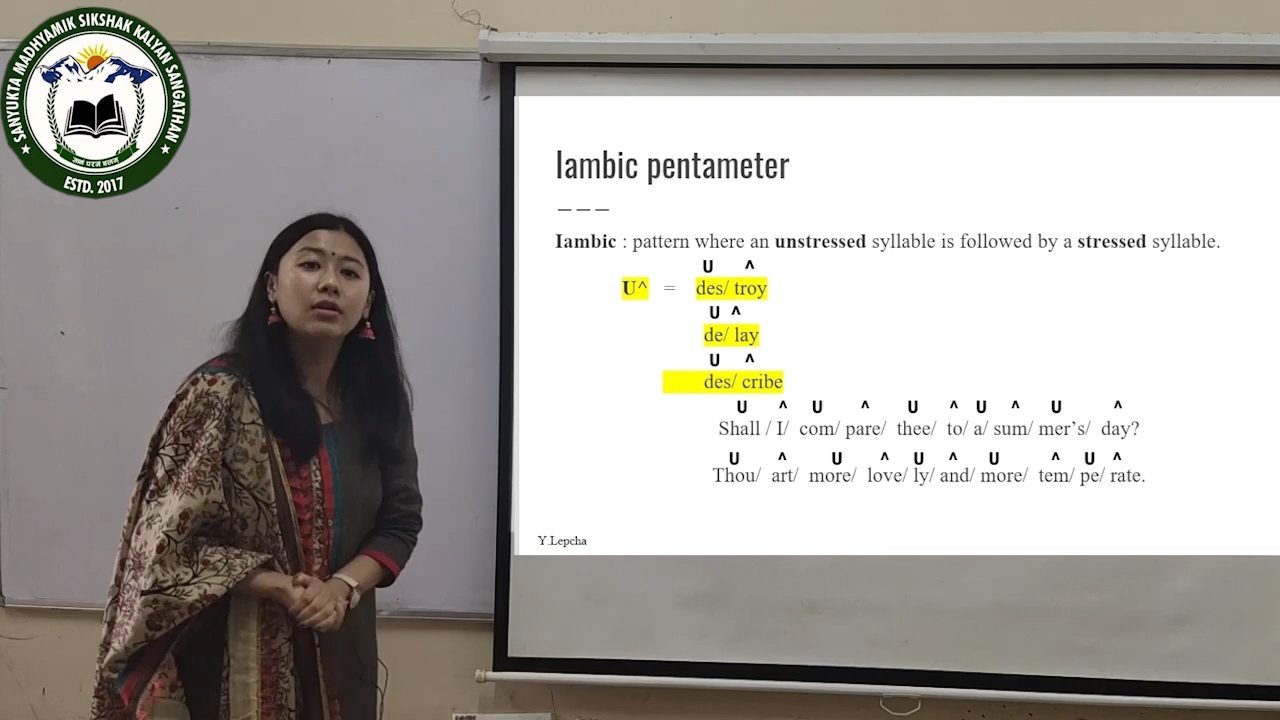 SANYUKTA MADHYAMIK SIKSHAK KALYAN SANGATHAN
ESTD. 2017
Iambic pentameter
Iambic : pattern where an unstressed syllable is followed by a stressed syllable.
U ^
U^ = des/ troy
U ^
de/ lay
U ^
des/ cribe
U ^ U ^ U ^ U ^ U ^
Shall / I/ com/ pare/ thee/ to/ a/ sum/ mer’s/ day?
U ^ U ^ U ^ U ^ U ^
Thou/ art/ more/ love/ ly/ and/ more/ tem/ pe/ rate.
Y.Lepcha